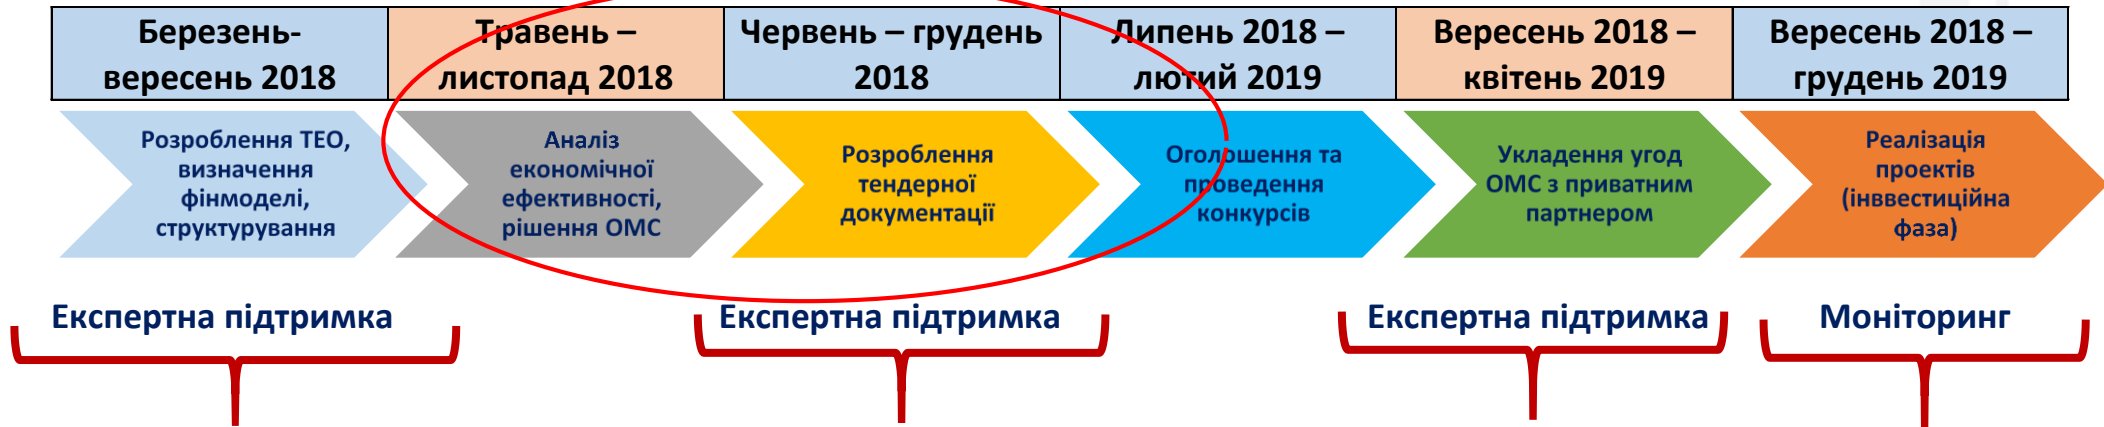 Березень-
вересень 2018
Травень –
листопад 2018
Червень – грудень
2018
Липень 2018 –
лютий 2019
Вересень 2018 –
квітень 2019
Вересень 2018 –
грудень 2019
Розроблення ТЕО,
визначення
фінмоделі,
структурування
Аналіз
економічної
ефективності,
рішення ОМС
Розроблення
тендерної
документації
Оголошення та
проведення
конкурсів
Укладення угод
ОМС з приватним
партнером
Реалізація
проектів
(інввестиційна
фаза)
Експертна підтримка
Експертна підтримка
Експертна підтримка
Моніторинг